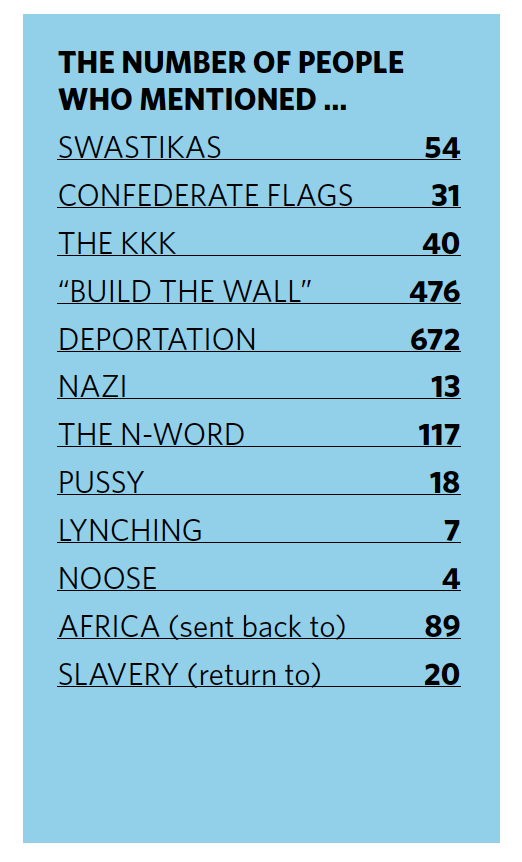 THE NUMBER OF PEOPLE
WHO MENTIONED ...
SWASTIKAS 54
CONFEDERATE FLAGS 31
THE KKK 40
“BUILD THE WALL” 476
DEPORTATION 672
NAZI 13
THE N-WORD 117
PUSSY 18
LYNCHING 7
NOOSE 4
AFRICA (sent back to) 89
SLAVERY (return to) 20